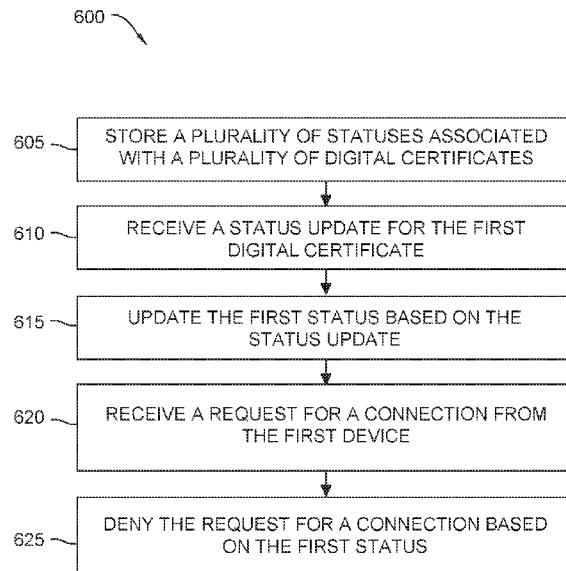 600
605
STORE A PLURALITY OF STATUSES ASSOCIATED
WITH A PLURALITY OF DIGITAL CERTIFICATES
610
RECEIVE A STATUS UPDATE FOR THE FIRST
DIGITAL CERTIFICATE
615
UPDATE THE FIRST STATUS BASED ON THE
STATUS UPDATE
620
RECEIVE A REQUEST FOR A CONNECTION FROM
THE FIRST DEVICE
625
DENY THE REQUEST FOR A CONNECTION BASED
ON THE FIRST STATUS